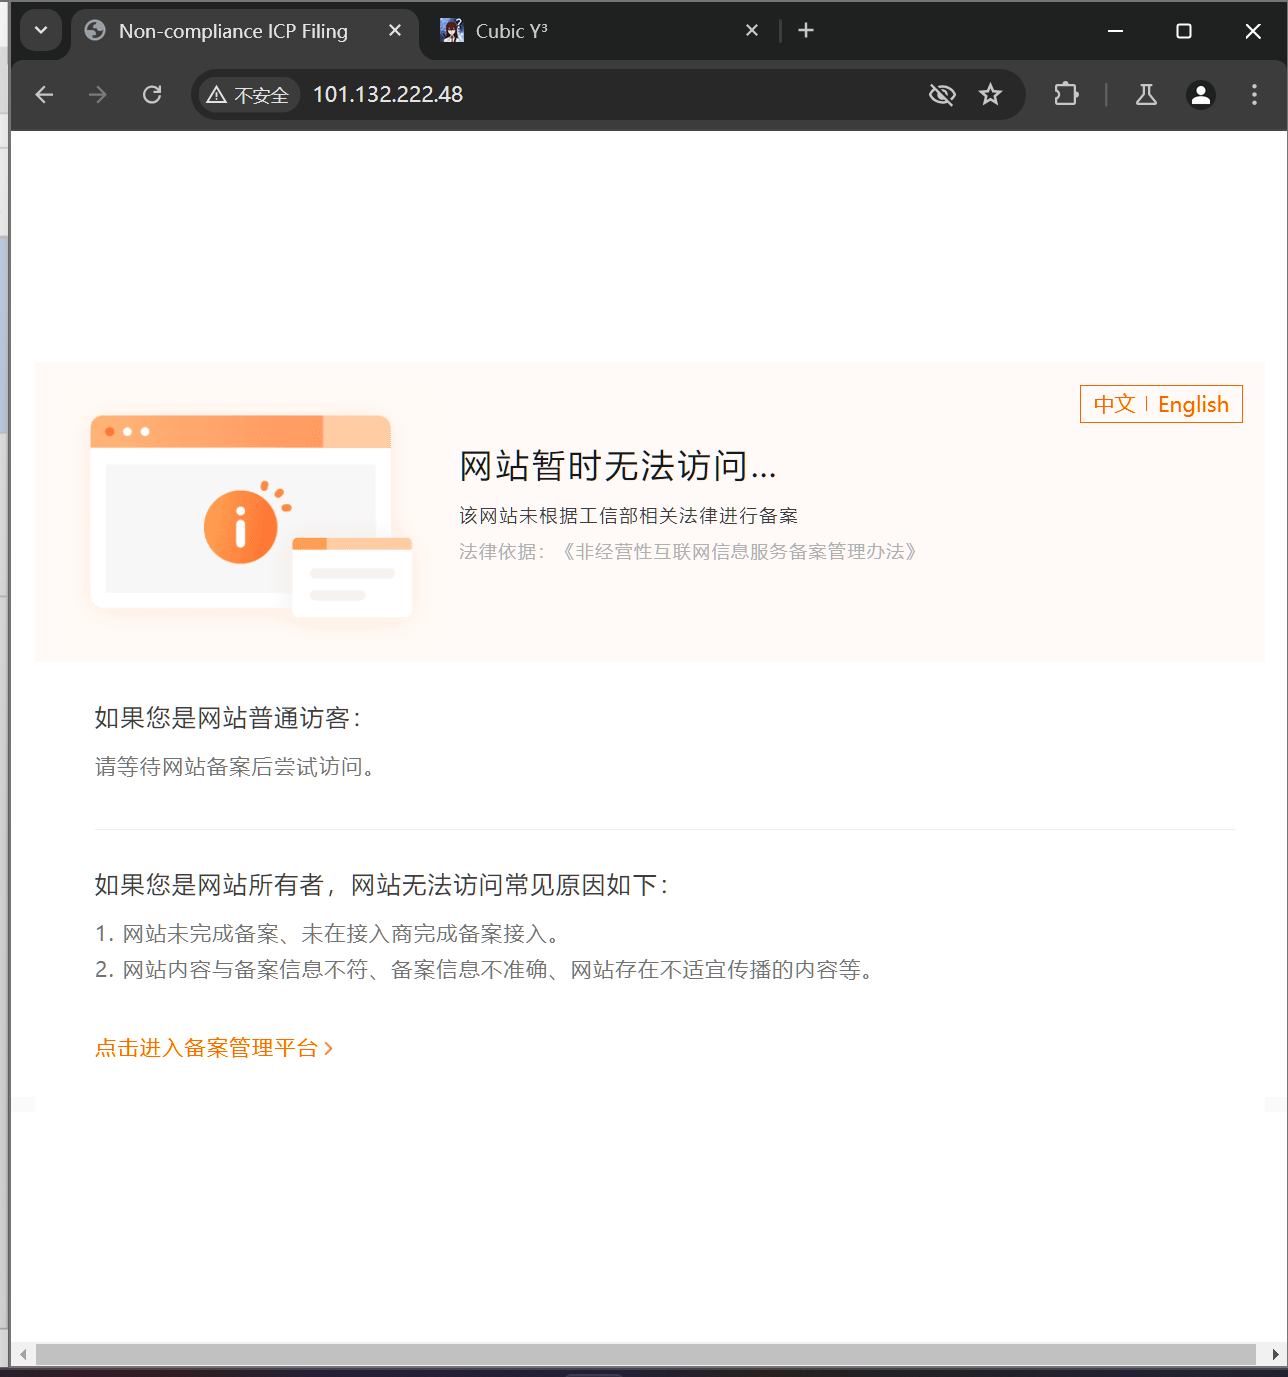 Non-compliance ICP Filing
Cubic Y³
不安全
101.132.222.48
中文 | English
网站暂时无法访问...
该网站未根据工信部相关法律进行备案
法律依据：《非经营性互联网信息服务备案管理办法》
如果您是网站普通访客：
请等待网站备案后尝试访问。
如果您是网站所有者，网站无法访问常见原因如下：
1. 网站未完成备案、未在接入商完成备案接入。
2. 网站内容与备案信息不符、备案信息不准确、网站存在不适宜传播的内容等。
点击进入备案管理平台